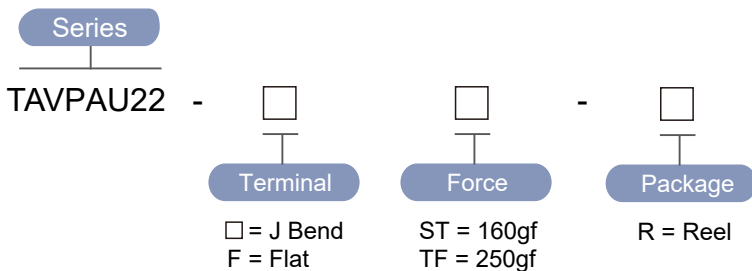 Series
TAVPAU22 - □ □ - □
Terminal Force Package
□ = J Bend ST = 160gf R = Reel
F = Flat TF = 250gf